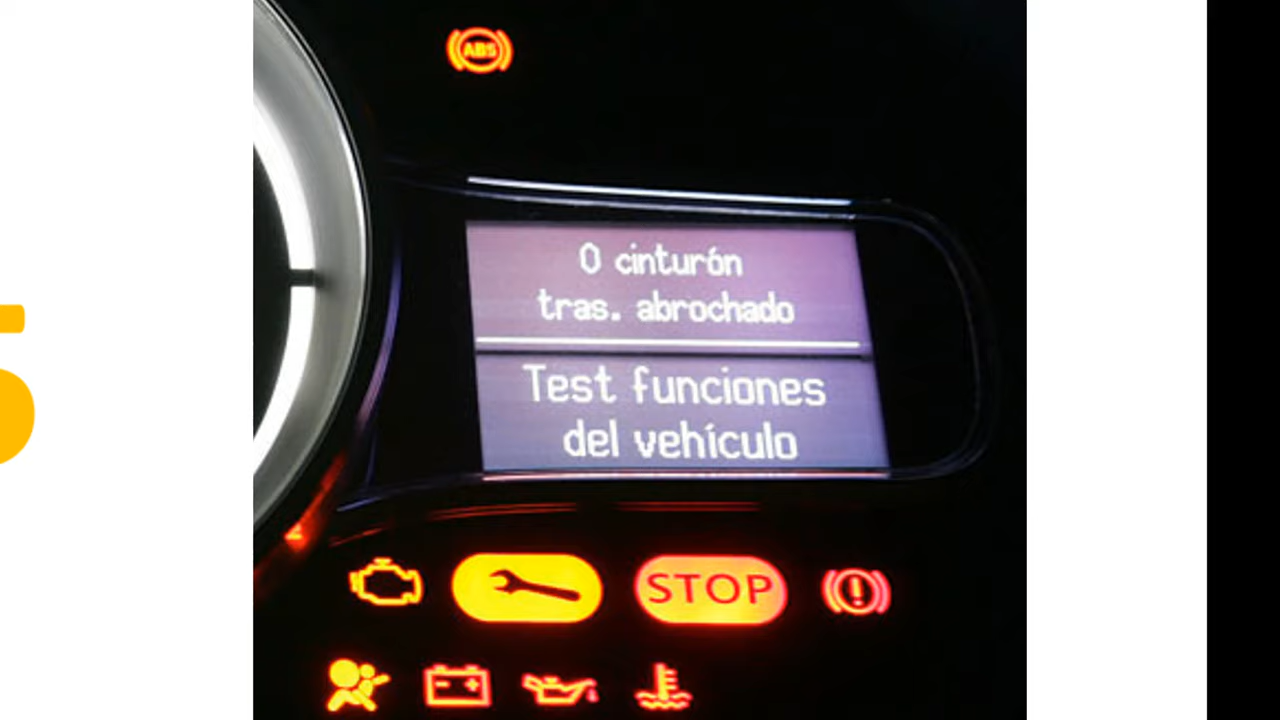 ABS
0 cinturón
tras. abrochado
Test funciones
del vehículo
STOP